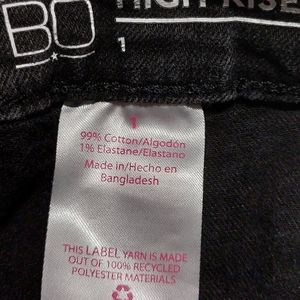 BO
HIGH RISE
1
1
99% Cotton/Algodón
1% Elastane/Elastano
Made in/Hecho en
Bangladesh
THIS LABEL YARN IS MADE
OUT OF 100% RECYCLED
POLYESTER MATERIALS